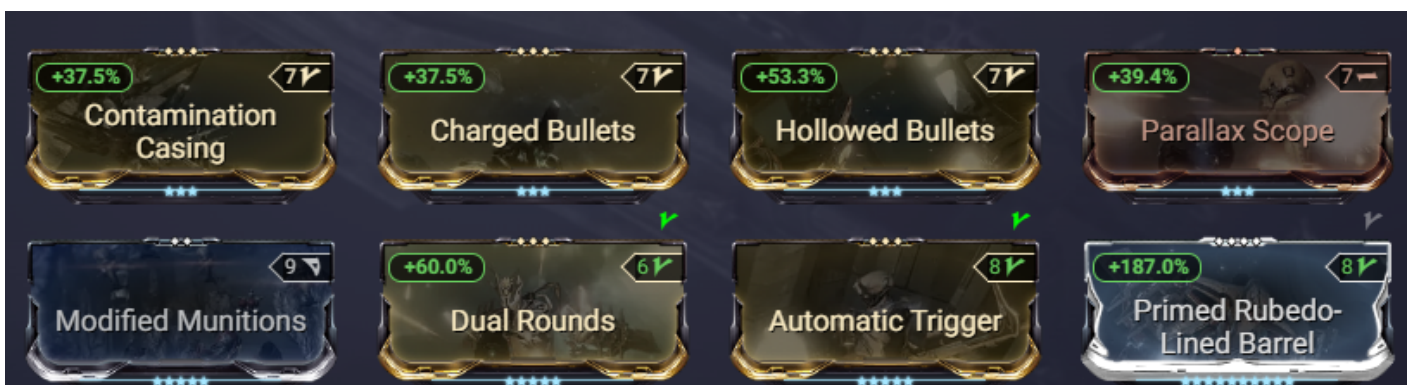 +37.5% 7
Contamination
Casing
+37.5% 7
Charged Bullets
+53.3% 7
Hollowed Bullets
+39.4% 7
Parallax Scope
9
Modified Munitions
+60.0% 6
Dual Rounds
8
Automatic Trigger
+187.0% 8
Primed Rubedo-
Lined Barrel